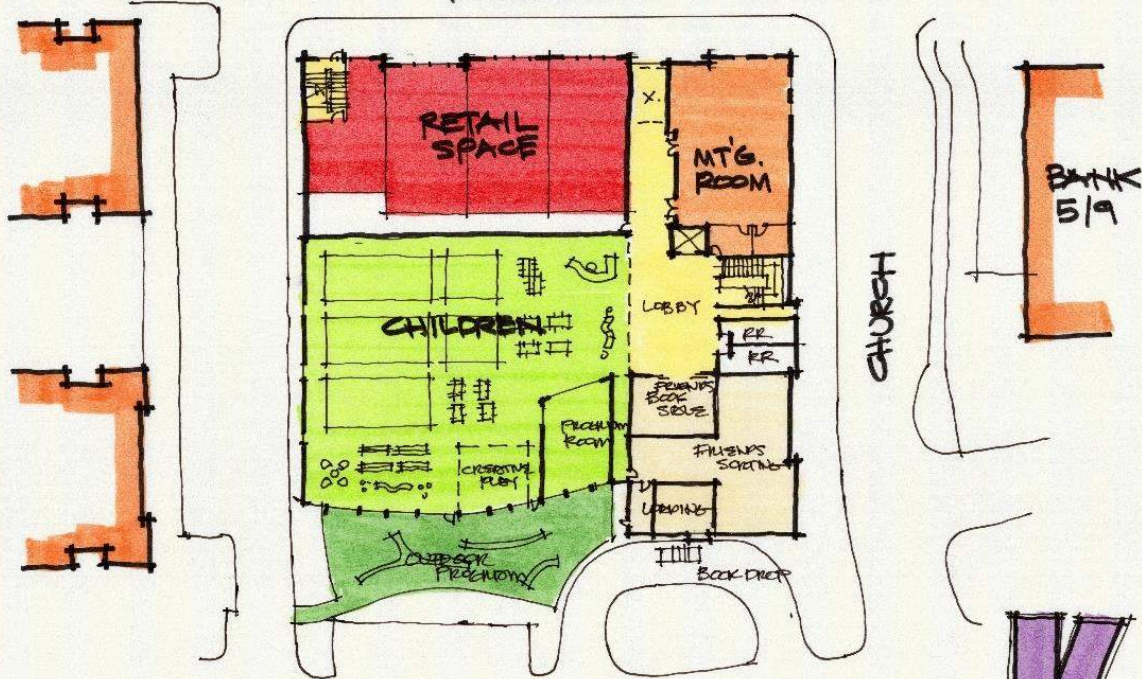 X.
RETAIL
SPACE
MT'G.
ROOM
BANK
5/9
CHURCH
LOBBY
CHILDREN
RR
RR
FRIENDS
BOOK
SALE
PROGRAM
ROOM
CREATIVE
PLAY
FRIENDS
SORTING
LOADING
OUTDOOR
PROGRAM
BOOK DROP